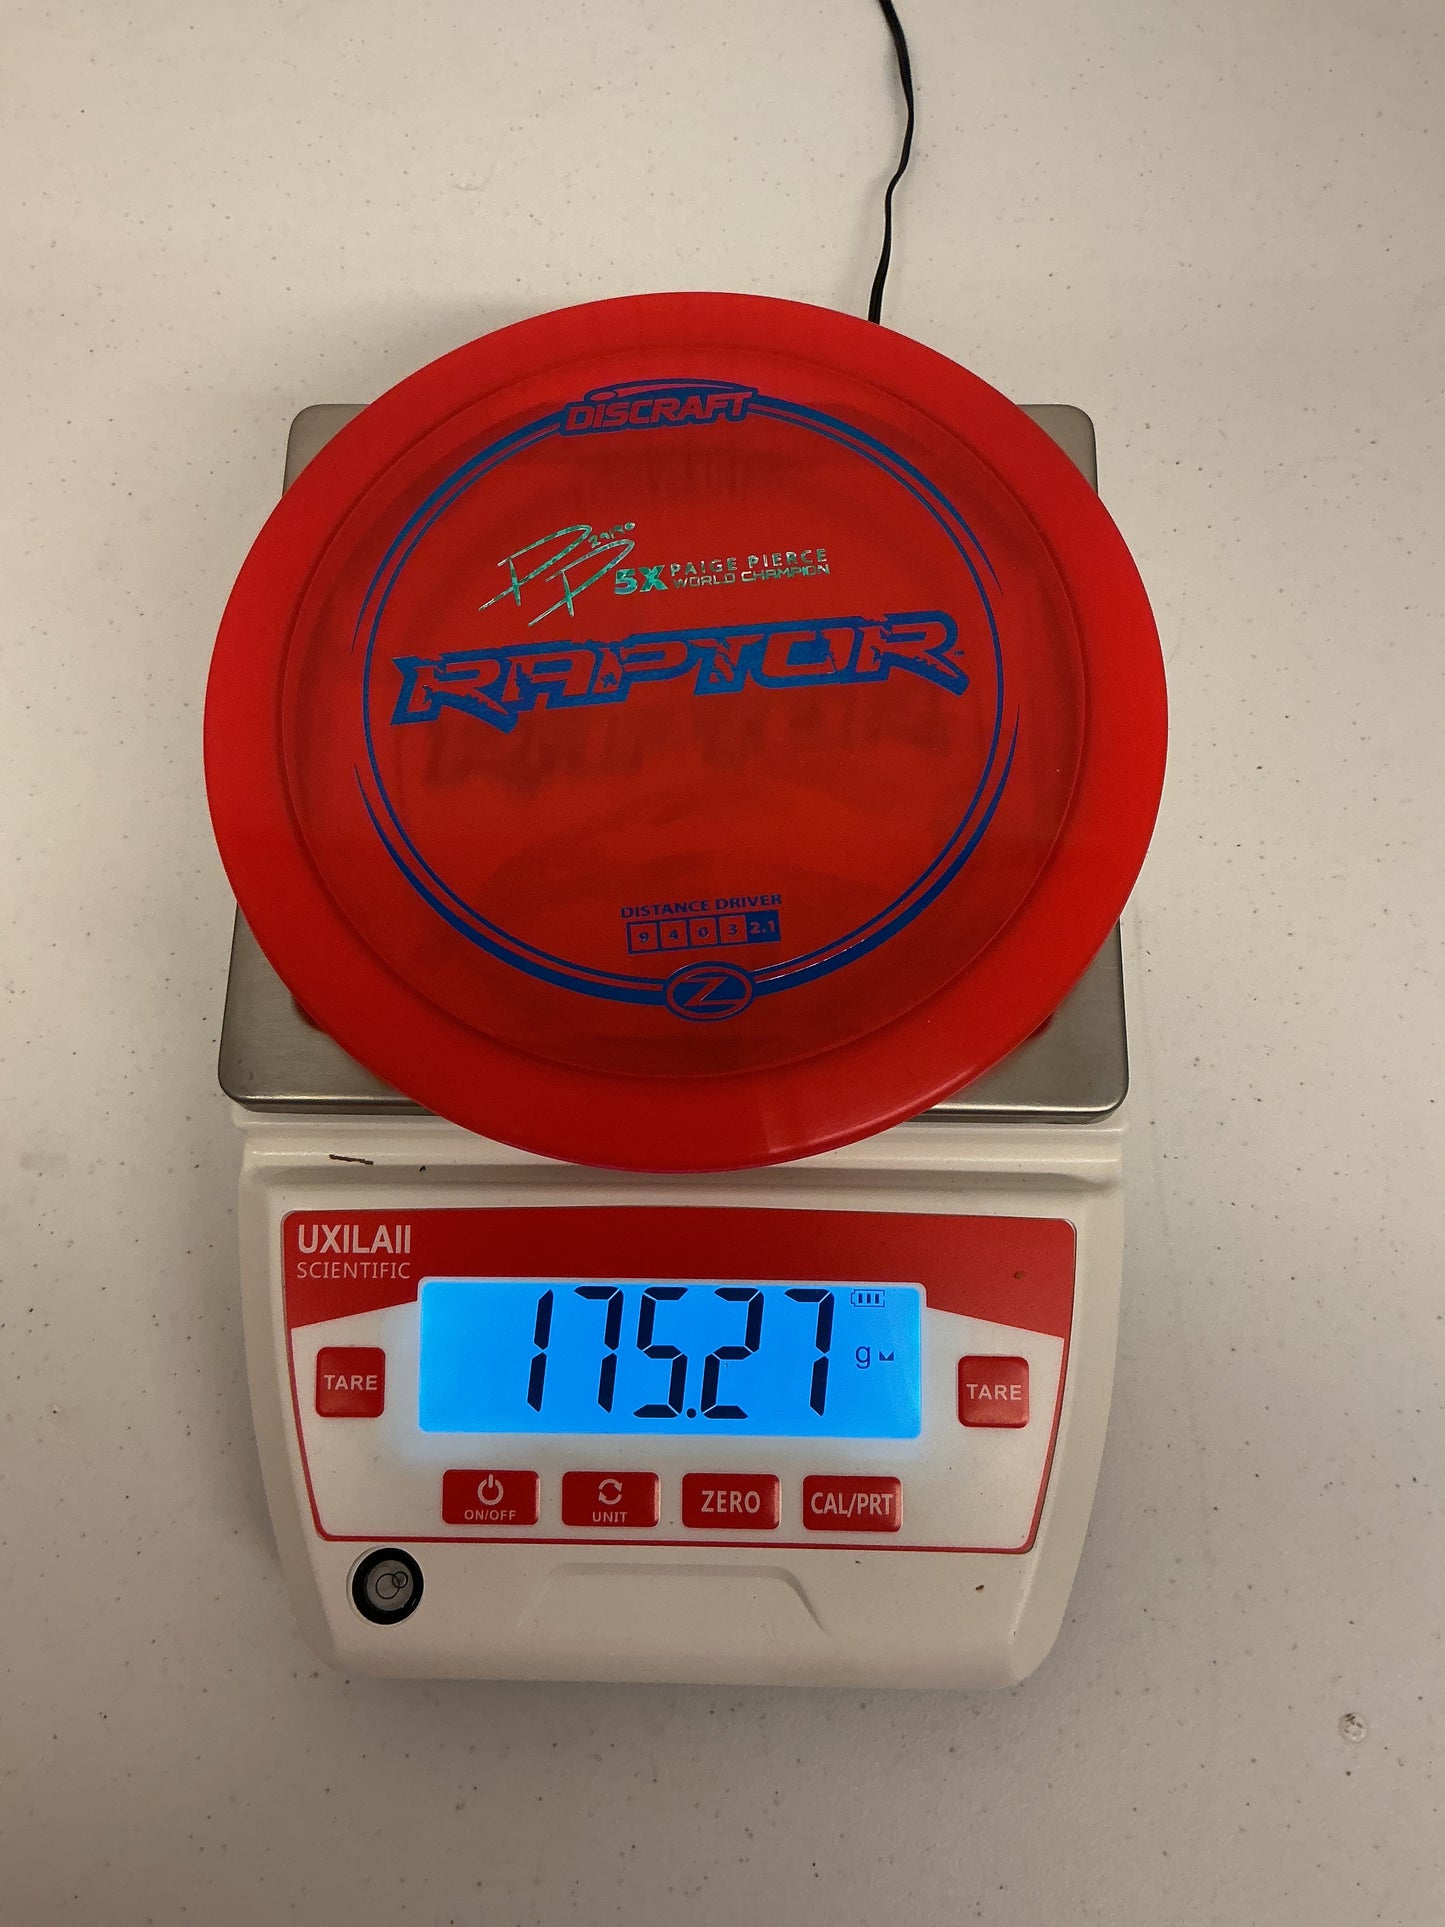 DISCRAFT
29190
5X PAIGE PIERCE
WORLD CHAMPION
RAPTOR
DISTANCE DRIVER
9 4 0 3 2.1
Z
UXILAII
SCIENTIFIC
175.27
g
TARE
TARE
ON/OFF
UNIT
ZERO
CAL/PRT